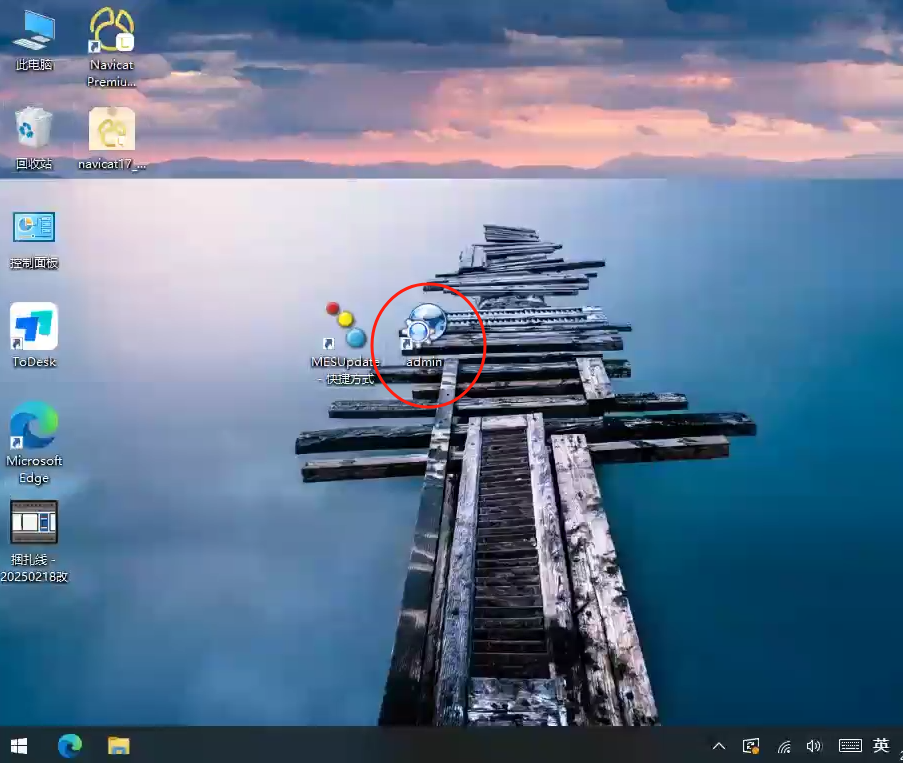 此电脑
Navicat
Premiu...
回收站
navicat17_...
控制面板
ToDesk
MESUpdate
- 快捷方式
admin
Microsoft
Edge
捆扎线 -
20250218改
英